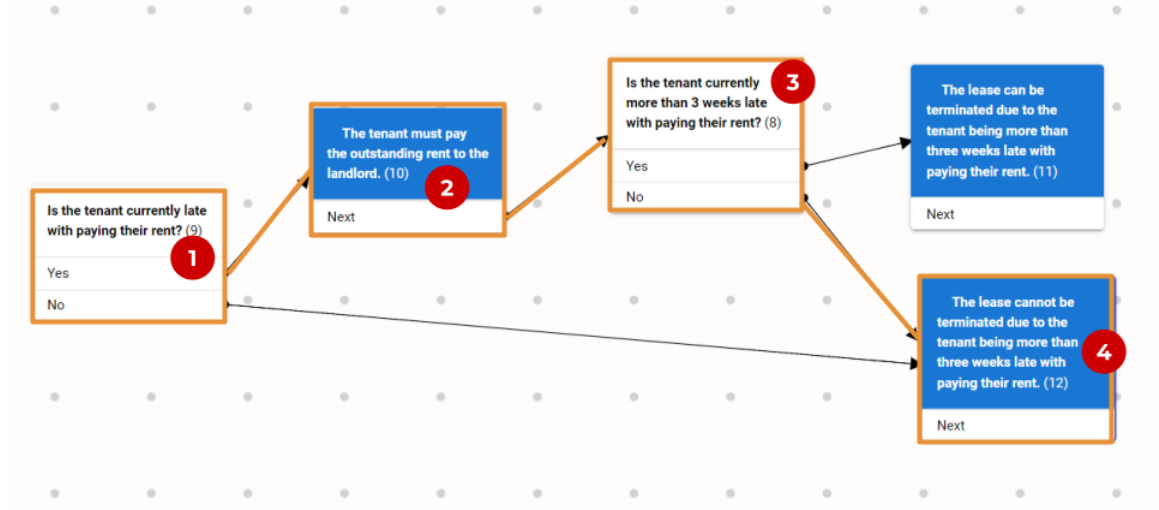 Is the tenant currently late
with paying their rent? (9)
1
Yes
No
The tenant must pay
the outstanding rent to the
landlord. (10)
2
Next
Is the tenant currently
more than 3 weeks late
with paying their rent? (8)
3
Yes
No
The lease can be
terminated due to the
tenant being more than
three weeks late with
paying their rent. (11)
Next
The lease cannot be
terminated due to the
tenant being more than
three weeks late with
paying their rent. (12)
4
Next